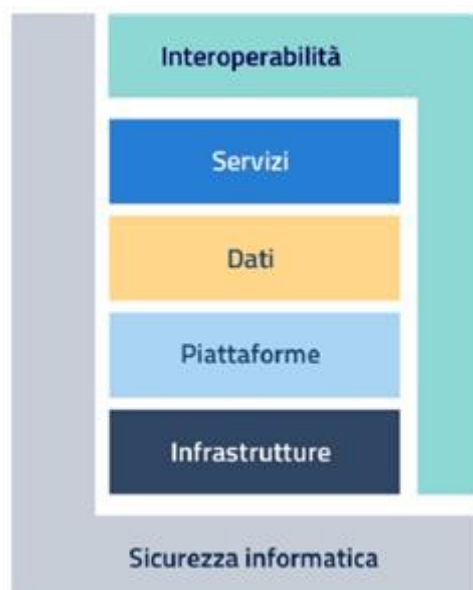 Interoperabilità
Servizi
Dati
Piattaforme
Infrastrutture
Sicurezza informatica